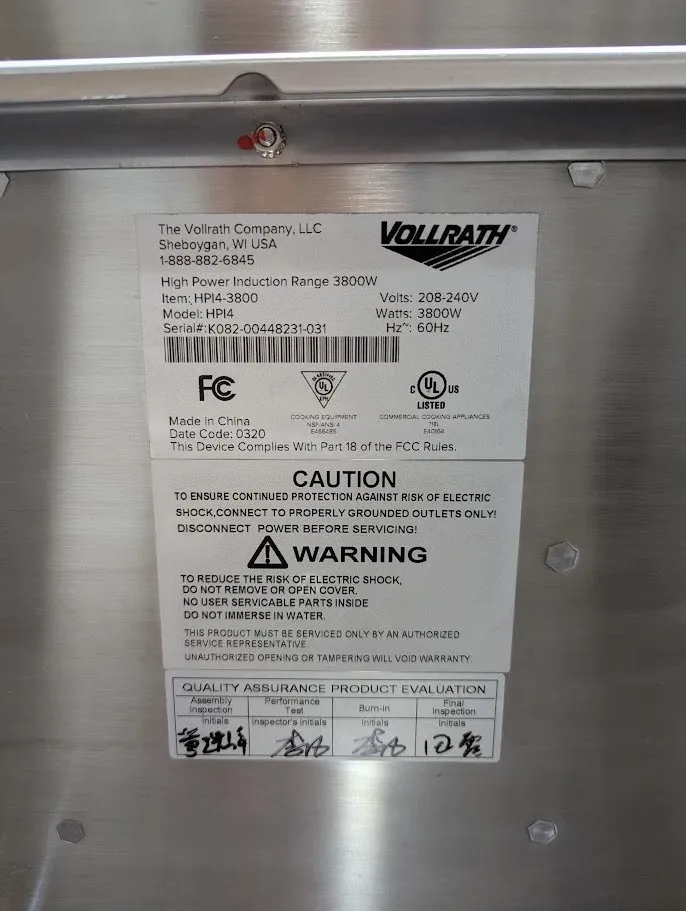 The Vollrath Company, LLC
Sheboygan, WI USA
1-888-882-6845
VOLLRATH®
High Power Induction Range 3800W
Item: HPI4-3800
Volts: 208-240V
Model: HPI4
Watts: 3800W
Serial#:K082-00448231-031
Hz~: 60Hz
FC
UL
EPH
C UL US
LISTED
COOKING EQUIPMENT
NSF/ANSI 4
COMMERCIAL COOKING APPLIANCES
Made in China
Date Code: 0320
This Device Complies With Part 18 of the FCC Rules.
CAUTION
TO ENSURE CONTINUED PROTECTION AGAINST RISK OF ELECTRIC
SHOCK,CONNECT TO PROPERLY GROUNDED OUTLETS ONLY!
DISCONNECT POWER BEFORE SERVICING!
WARNING
TO REDUCE THE RISK OF ELECTRIC SHOCK,
DO NOT REMOVE OR OPEN COVER.
NO USER SERVICABLE PARTS INSIDE
DO NOT IMMERSE IN WATER.
THIS PRODUCT MUST BE SERVICED ONLY BY AN AUTHORIZED
SERVICE REPRESENTATIVE.
UNAUTHORIZED OPENING OR TAMPERING WILL VOID WARRANTY.
QUALITY ASSURANCE PRODUCT EVALUATION
Assembly Inspection
Performance Test
Burn-in
Final Inspection
Initials
Inspector's initials
Initials
Initials